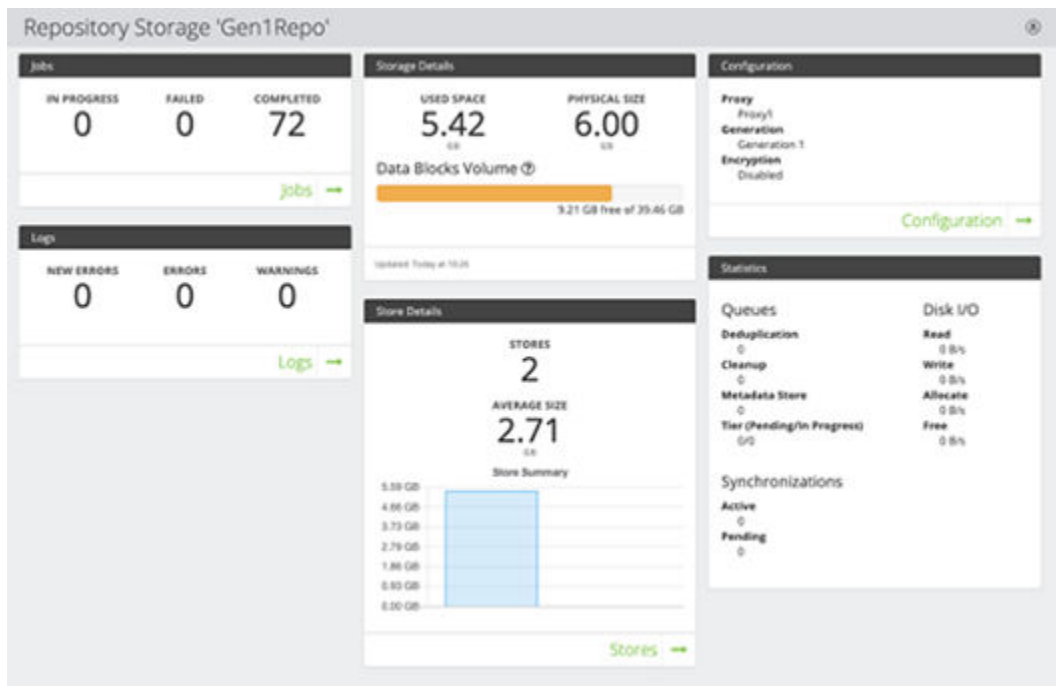 Repository Storage 'Gen1Repo'
Jobs
IN PROGRESS FAILED COMPLETED
0 0 72
Jobs
Logs
NEW ERRORS ERRORS WARNINGS
0 0 0
Logs
Storage Details
USED SPACE PHYSICAL SIZE
5.42 6.00
GB GB
Data Blocks Volume ?
9.21 GB free of 39.46 GB
Updated: Today at
Store Details
STORES
2
AVERAGE SIZE
2.71
GB
Store Summary
5.59 GB
4.66 GB
3.73 GB
2.79 GB
1.86 GB
0.93 GB
0.00 GB
Stores
Configuration
Proxy
Proxy1
Generation
Generation 1
Encryption
Disabled
Configuration
Statistics
Queues Disk I/O
Deduplication Read
0 0 B/s
Cleanup Write
0 0 B/s
Metadata Store Allocate
0 0 B/s
Tier (Pending/In Progress) Free
0/0 0 B/s
Synchronizations
Active
0
Pending
0